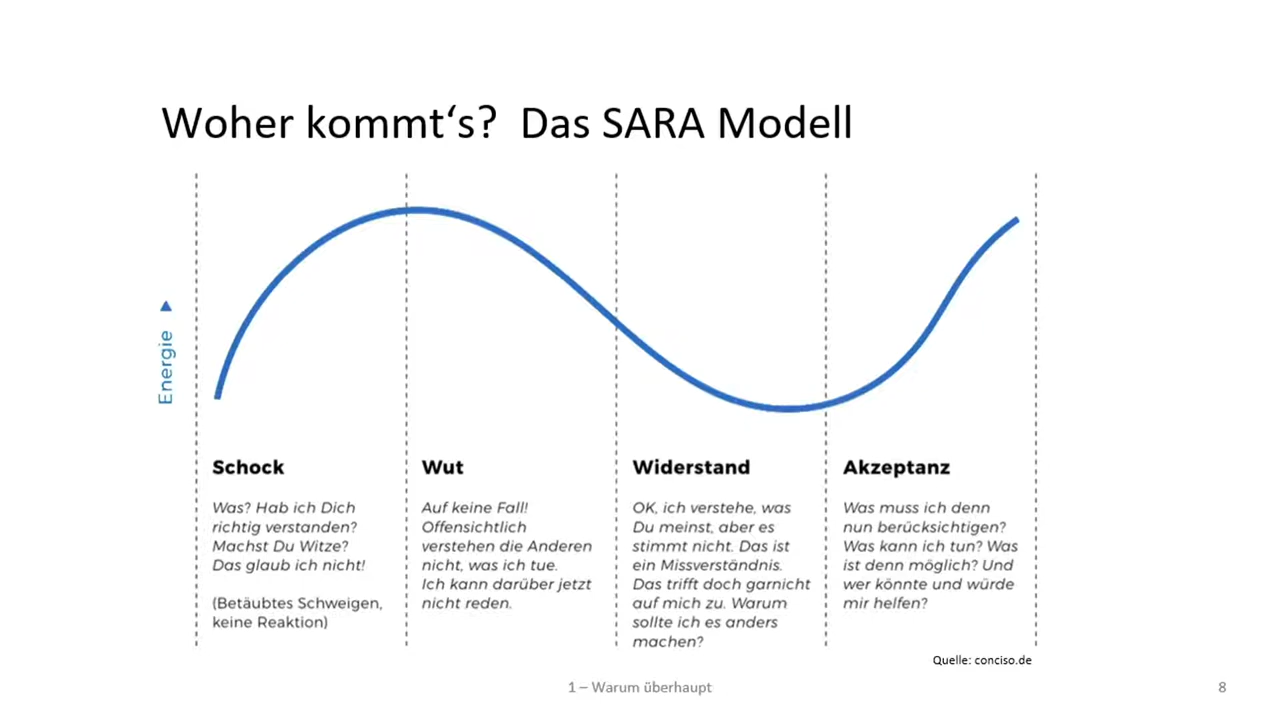 Woher kommt‘s?  Das SARA Modell
Energie ▲
Schock
Was? Hab ich Dich
richtig verstanden?
Machst Du Witze?
Das glaub ich nicht!
(Betäubtes Schweigen,
keine Reaktion)
Wut
Auf keine Fall!
Offensichtlich
verstehen die Anderen
nicht, was ich tue.
Ich kann darüber jetzt
nicht reden.
Widerstand
OK, ich verstehe, was
Du meinst, aber es
stimmt nicht. Das ist
ein Missverständnis.
Das trifft doch garnicht
auf mich zu. Warum
sollte ich es anders
machen?
Akzeptanz
Was muss ich denn
nun berücksichtigen?
Was kann ich tun? Was
ist denn möglich? Und
wer könnte und würde
mir helfen?
Quelle: conciso.de
1 – Warum überhaupt
8